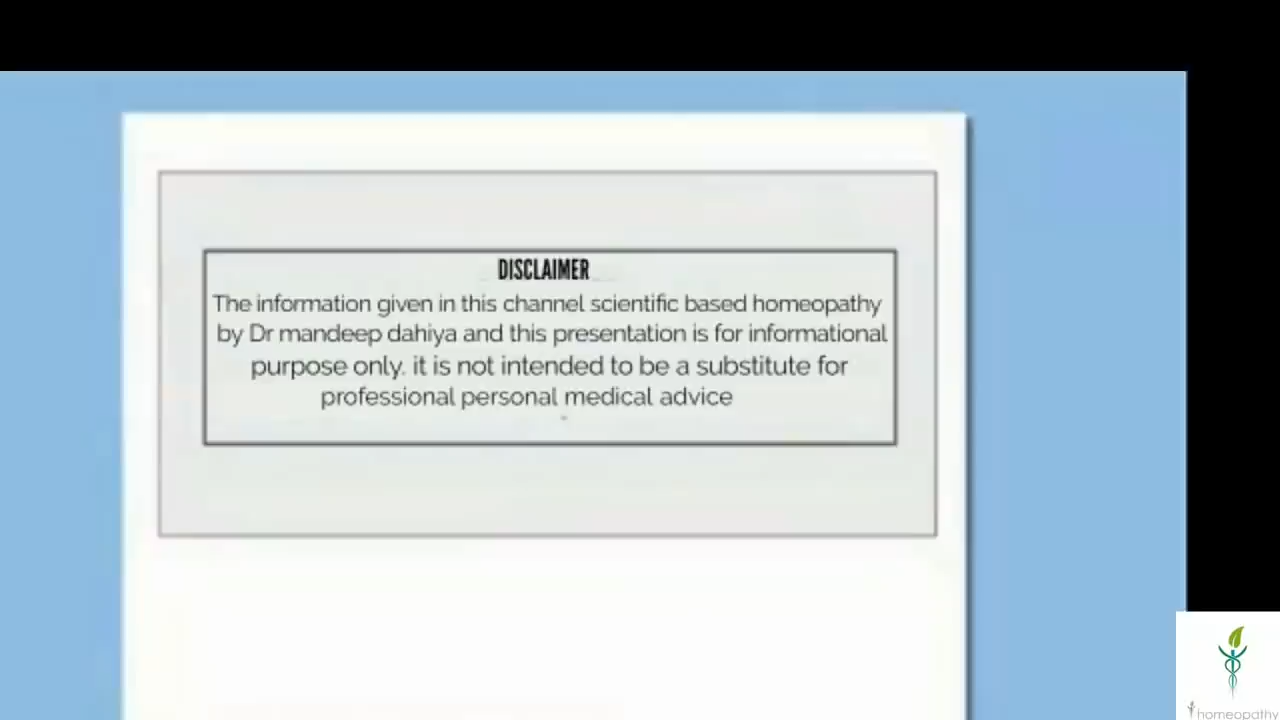 DISCLAIMER
The information given in this channel scientific based homeopathy
by Dr mandeep dahiya and this presentation is for informational
purpose only. it is not intended to be a substitute for
professional personal medical advice
homeopathy